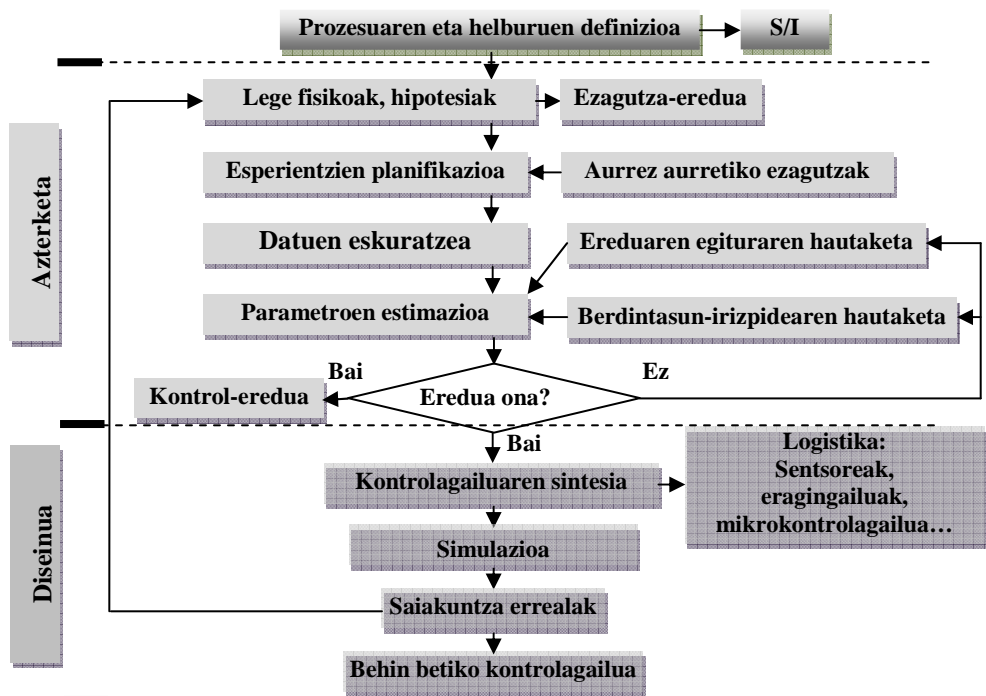 Prozesuaren eta helburuen definizioa
S/I
Lege fisikoak, hipotesiak
Ezagutza-eredua
Azterketa
Esperientzien planifikazioa
Aurrez aurretiko ezagutzak
Datuen eskuratzea
Ereduaren egituraren hautaketa
Parametroen estimazioa
Berdintasun-irizpidearen hautaketa
Bai
Ez
Kontrol-eredua
Eredua ona?
Bai
Logistika:
Sentsoreak,
eragingailuak,
mikrokontrolagailua…
Diseinua
Kontrolagailuaren sintesia
Simulazioa
Saiakuntza errealak
Behin betiko kontrolagailua